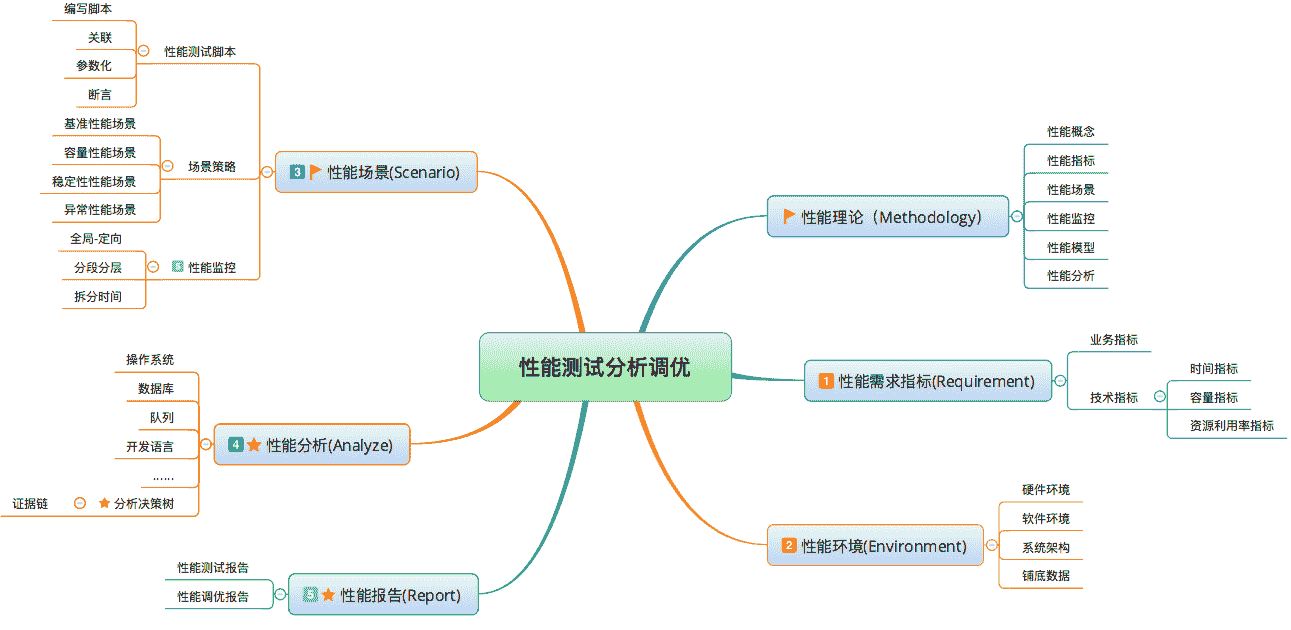 性能测试分析调优
性能理论（Methodology）
性能概念
性能指标
性能场景
性能监控
性能模型
性能分析
1 性能需求指标(Requirement)
业务指标
技术指标
时间指标
容量指标
资源利用率指标
2 性能环境(Environment)
硬件环境
软件环境
系统架构
铺底数据
3 性能场景(Scenario)
性能测试脚本
编写脚本
关联
参数化
断言
场景策略
基准性能场景
容量性能场景
稳定性性能场景
异常性能场景
性能监控
全局-定向
分段分层
拆分时间
4 性能分析(Analyze)
操作系统
数据库
队列
开发语言
......
分析决策树
证据链
5 性能报告(Report)
性能测试报告
性能调优报告